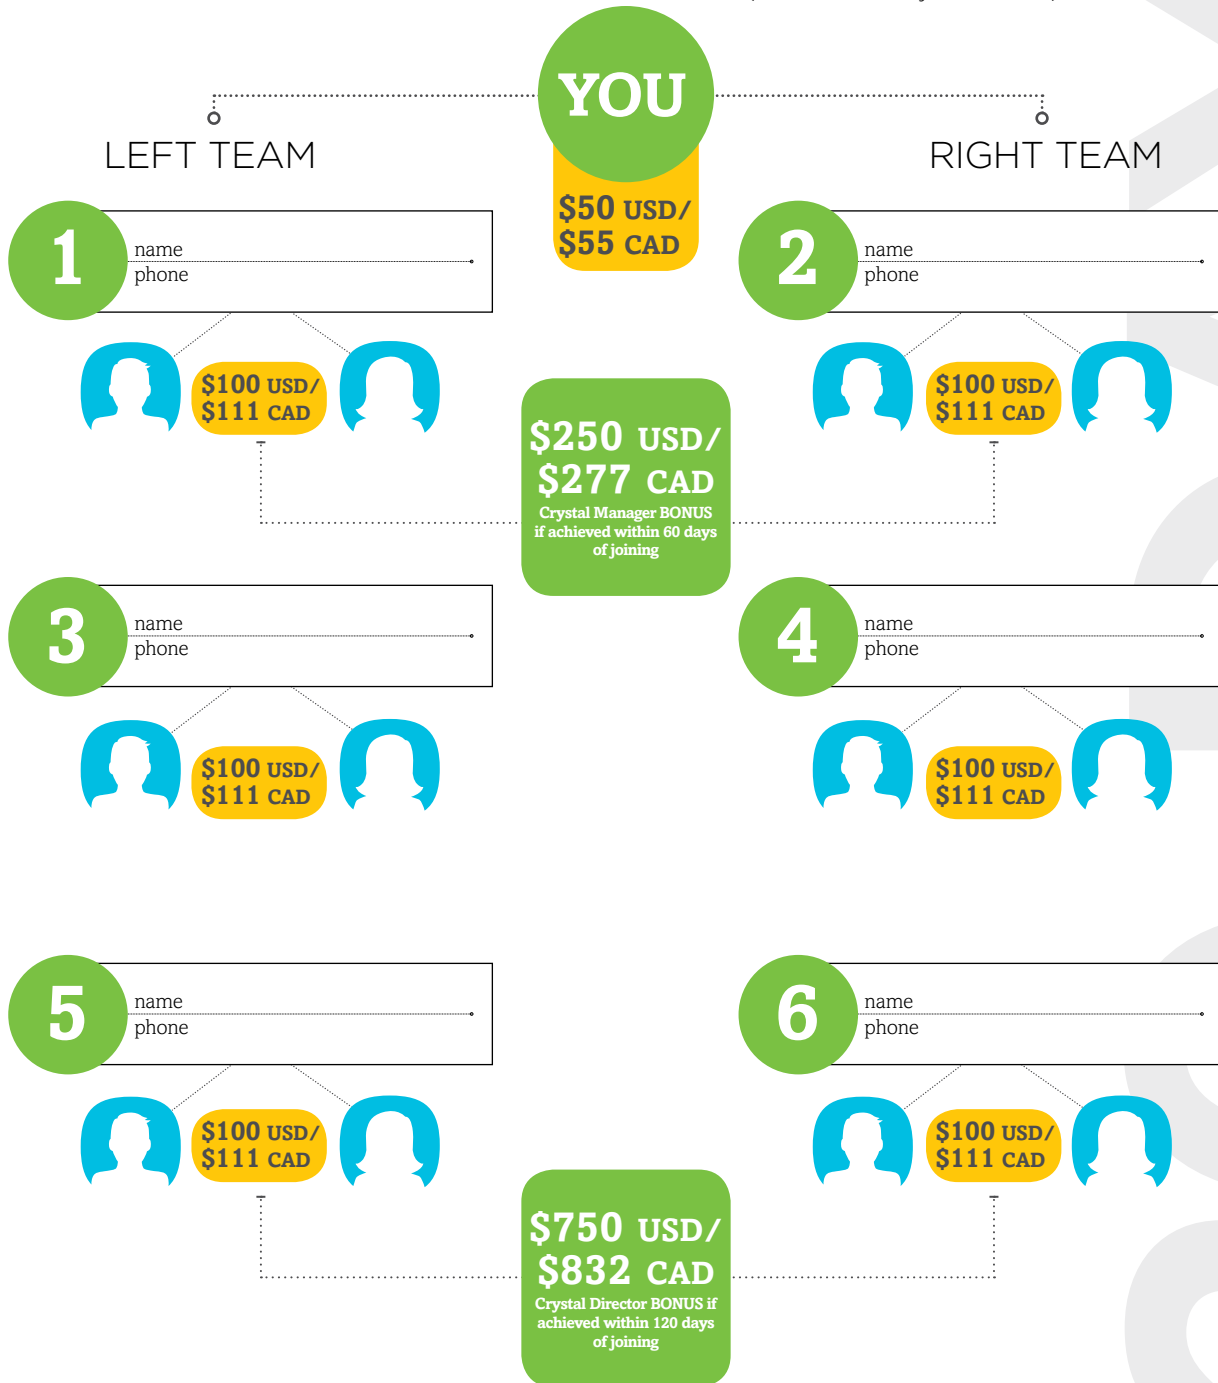 YOU
LEFT TEAM
RIGHT TEAM
$50 USD/
$55 CAD
1
name
phone
2
name
phone
$100 USD/
$111 CAD
$100 USD/
$111 CAD
$250 USD/
$277 CAD
Crystal Manager BONUS
if achieved within 60 days
of joining
3
name
phone
4
name
phone
$100 USD/
$111 CAD
$100 USD/
$111 CAD
5
name
phone
6
name
phone
$100 USD/
$111 CAD
$100 USD/
$111 CAD
$750 USD/
$832 CAD
Crystal Director BONUS if
achieved within 120 days
of joining